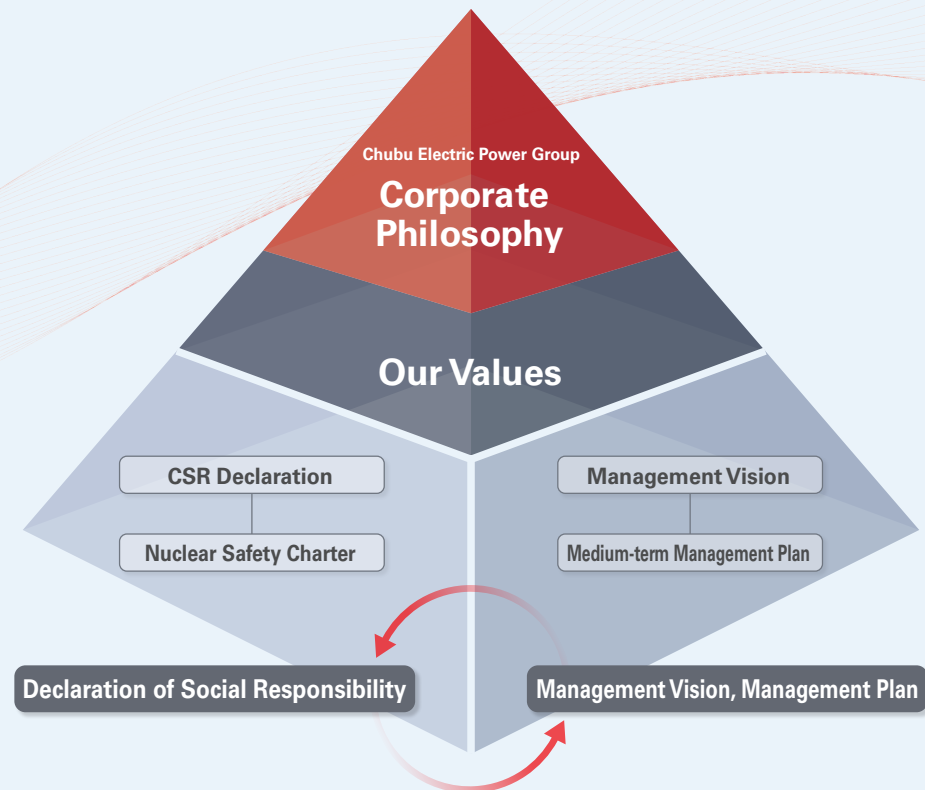 Chubu Electric Power Group
Corporate
Philosophy
Our Values
CSR Declaration
Nuclear Safety Charter
Management Vision
Medium-term Management Plan
Declaration of Social Responsibility
Management Vision, Management Plan